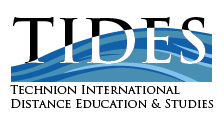 TIDES
TECHNION INTERNATIONAL
DISTANCE EDUCATION & STUDIES